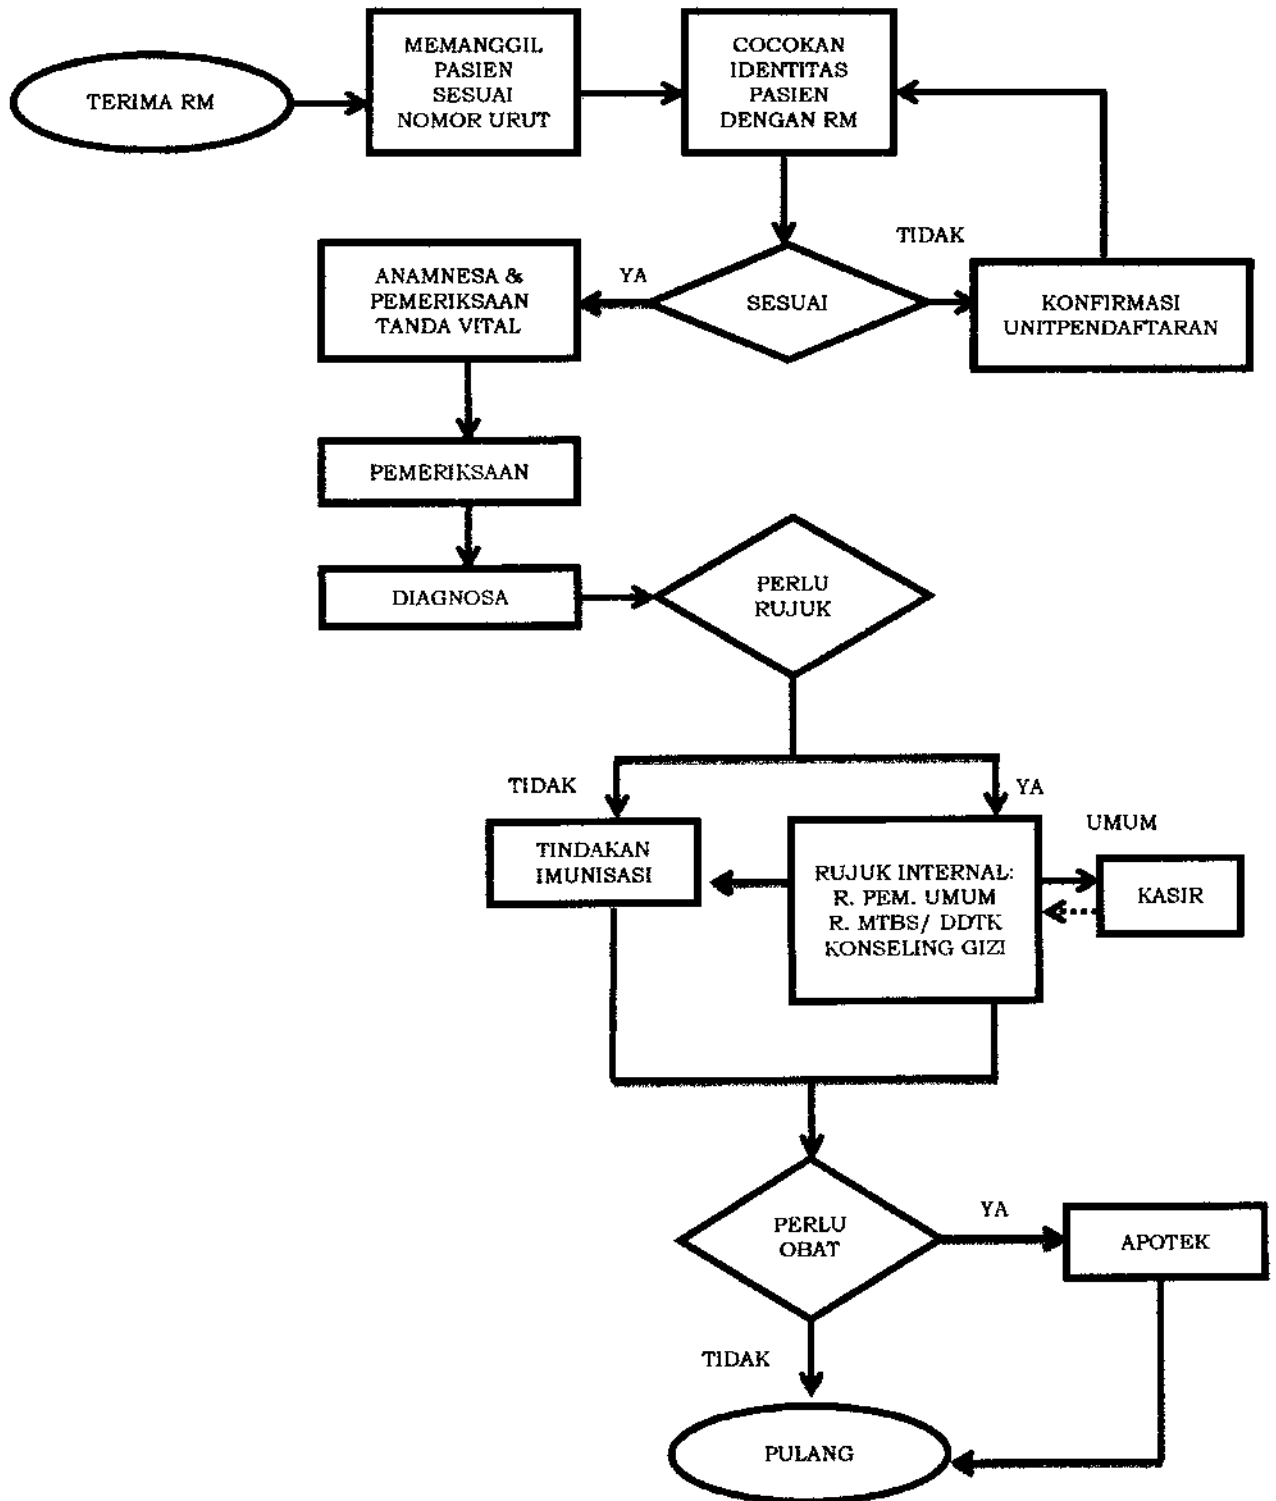 TERIMA RM
MEMANGGIL
PASIEN
SESUAI
NOMOR URUT
COCOKAN
IDENTITAS
PASIEN
DENGAN RM
TIDAK
YA
ANAMNESA &
PEMERIKSAAN
TANDA VITAL
SESUAI
KONFIRMASI
UNITPENDAFTARAN
PEMERIKSAAN
DIAGNOSA
PERLU
RUJUK
TIDAK
YA
UMUM
TINDAKAN
IMUNISASI
RUJUK INTERNAL:
R. PEM. UMUM
R. MTBS/ DDTK
KONSELING GIZI
KASIR
PERLU
OBAT
YA
APOTEK
TIDAK
PULANG